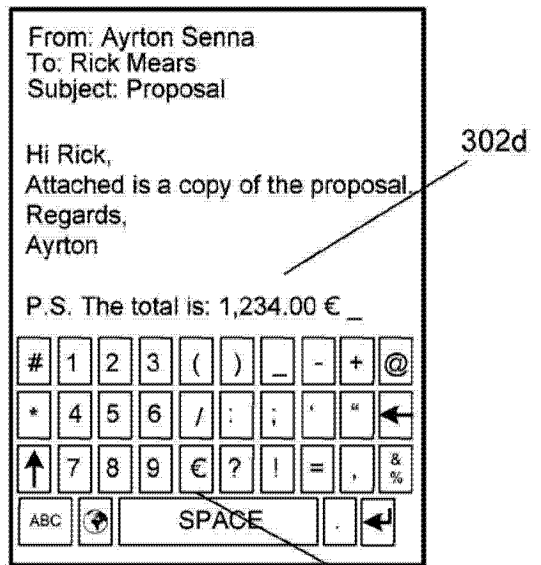 From: Ayrton Senna
To: Rick Mears
Subject: Proposal
302d
Hi Rick,
Attached is a copy of the proposal.
Regards,
Ayrton
P.S. The total is: 1,234.00 € _
# 1 2 3 ( ) _ - + @
* 4 5 6 / : ; ‘ “ ←
↑ 7 8 9 € ? ! = , & %
ABC SPACE . ↵